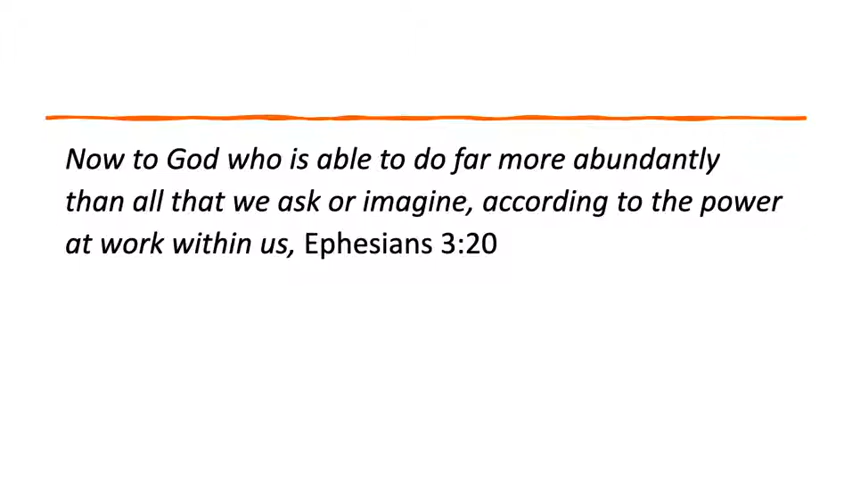 Now to God who is able to do far more abundantly
than all that we ask or imagine, according to the power
at work within us, Ephesians 3:20